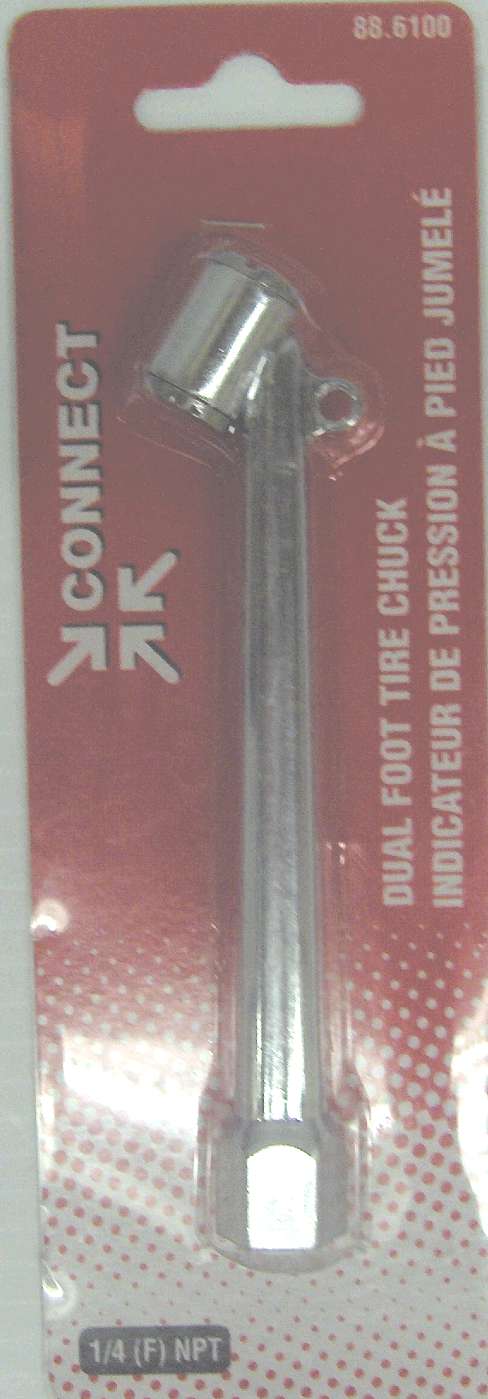 88.6100
CONNECT
DUAL FOOT TIRE CHUCK
INDICATEUR DE PRESSION À PIED JUMELÉ
1/4 (F) NPT